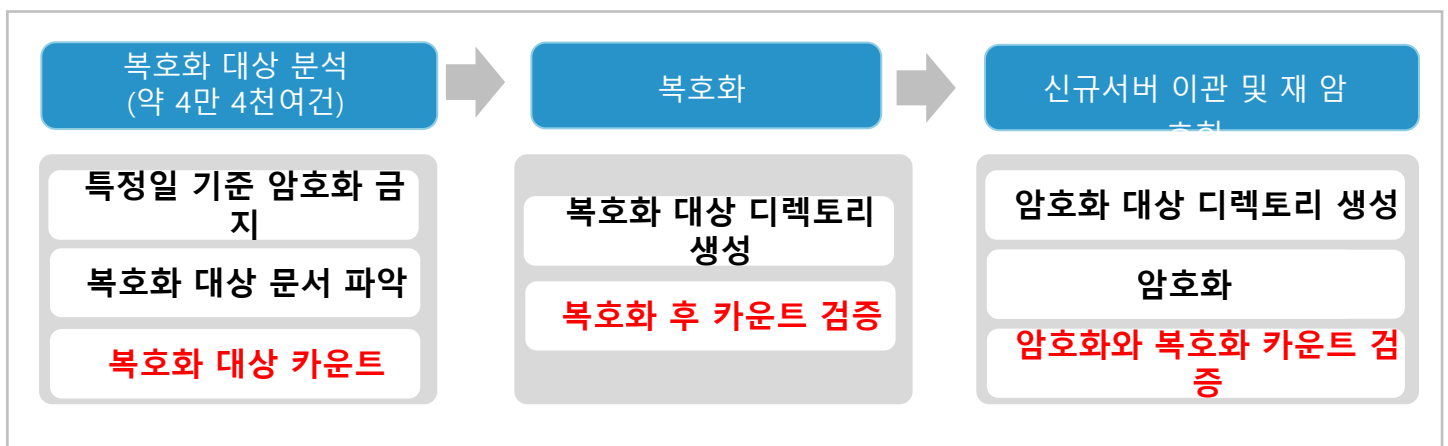 복호화 대상 분석
(약 4만 4천여건)
복호화
신규서버 이관 및 재 암
호화
특정일 기준 암호화 금
지
복호화 대상 문서 파악
복호화 대상 카운트
복호화 대상 디렉토리
생성
복호화 후 카운트 검증
암호화 대상 디렉토리 생성
암호화
암호화와 복호화 카운트 검
증